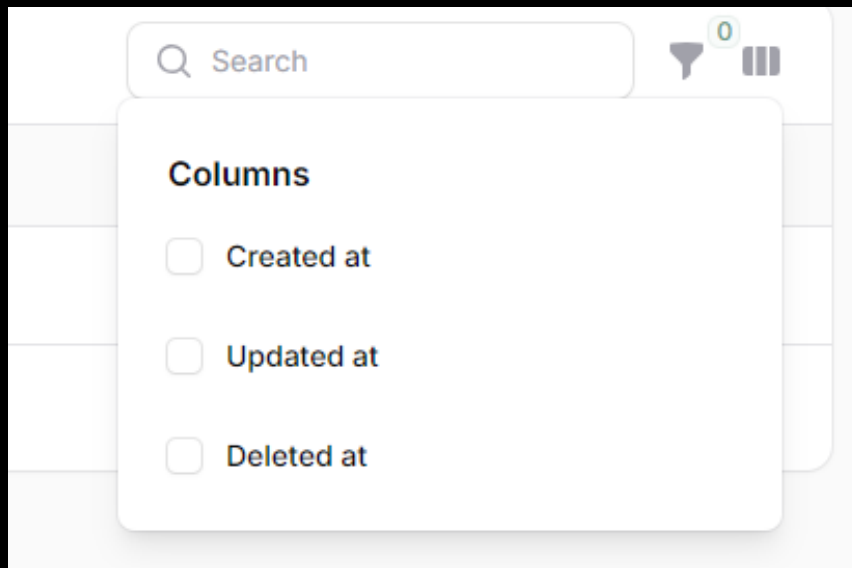 Search
0
Columns
Created at
Updated at
Deleted at